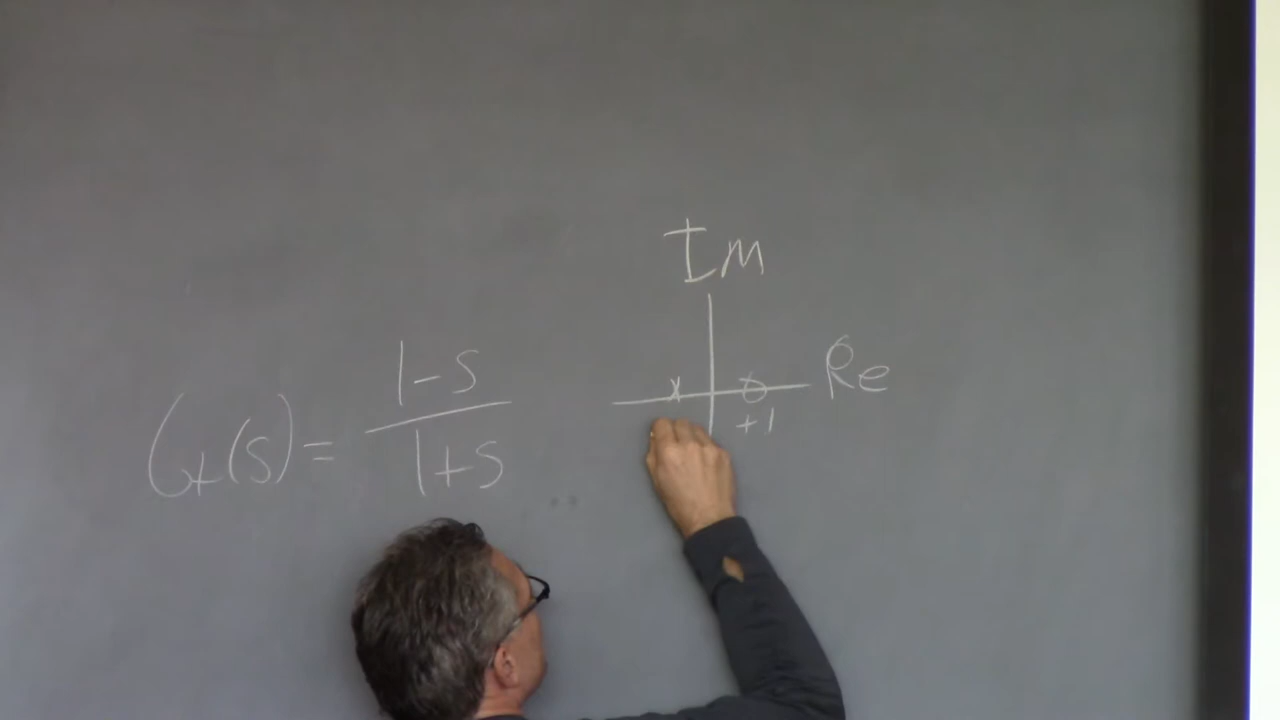 Im
Re
x o
+1
G(s) = 1-s
1+s